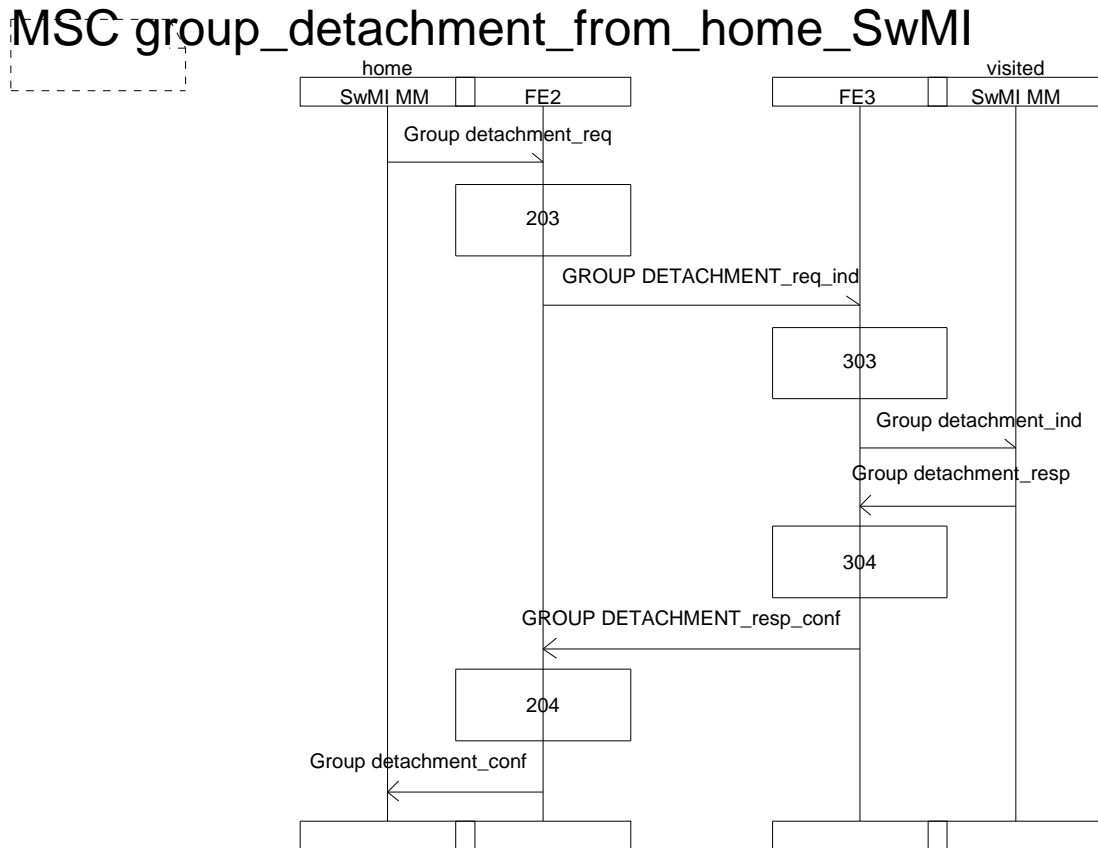 MSC group_detachment_from_home_SwMI
home visited
SwMI MM FE2 FE3 SwMI MM
Group detachment_req
203
GROUP DETACHMENT_req_ind
303
Group detachment_ind
Group detachment_resp
304
GROUP DETACHMENT_resp_conf
204
Group detachment_conf